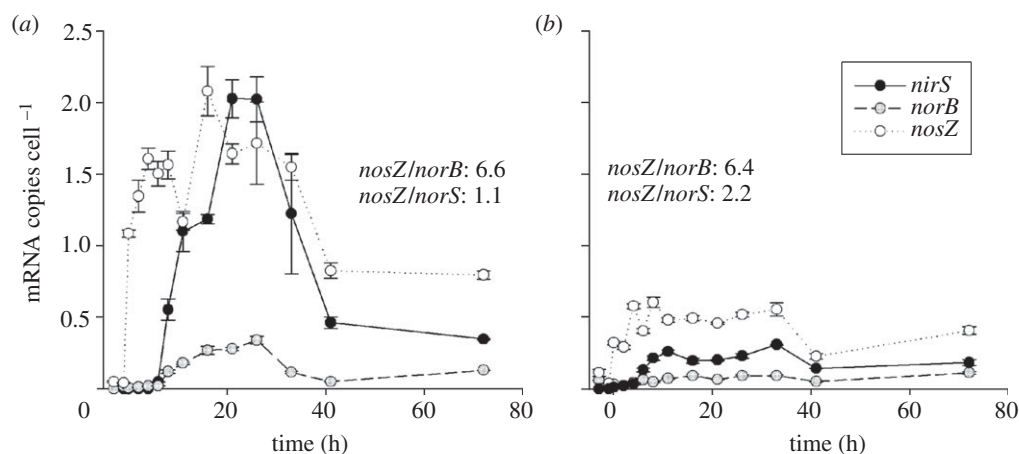 (a)
2.5
2.0
1.5
1.0
0.5
0
20
40
60
80
mRNA copies cell –1
time (h)
nosZ/norB: 6.6
nosZ/norS: 1.1
(b)
nirS
norB
nosZ
nosZ/norB: 6.4
nosZ/norS: 2.2
0
20
40
60
80
time (h)